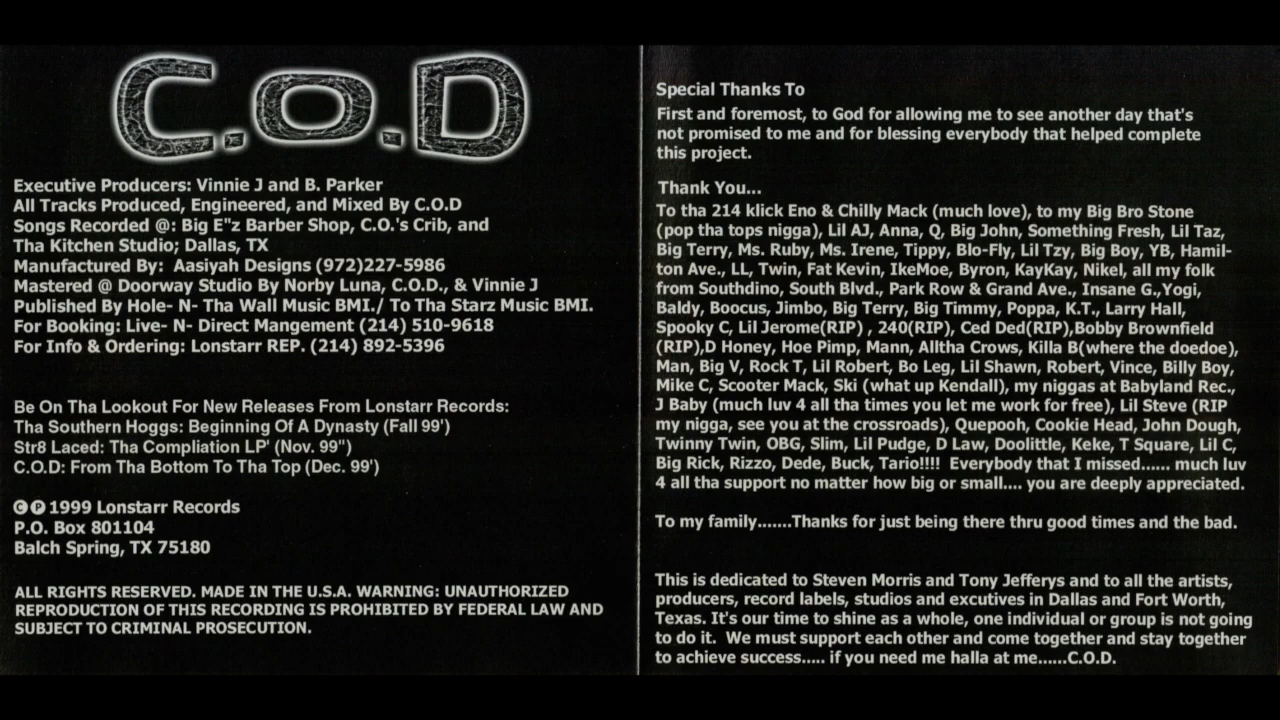 C.O.D
Executive Producers: Vinnie J and B. Parker
All Tracks Produced, Engineered, and Mixed By C.O.D
Songs Recorded @: Big E"z Barber Shop, C.O.'s Crib, and
Tha Kitchen Studio; Dallas, TX
Manufactured By:  Aasiyah Designs (972)227-5986
Mastered @ Doorway Studio By Norby Luna, C.O.D., & Vinnie J
Published By Hole- N- Tha Wall Music BMI./ To Tha Starz Music BMI.
For Booking: Live- N- Direct Mangement (214) 510-9618
For Info & Ordering: Lonstarr REP. (214) 892-5396
Be On Tha Lookout For New Releases From Lonstarr Records:
Tha Southern Hoggs: Beginning Of A Dynasty (Fall 99')
Str8 Laced: Tha Compliation LP' (Nov. 99")
C.O.D: From Tha Bottom To Tha Top (Dec. 99')
©℗ 1999 Lonstarr Records
P.O. Box 801104
Balch Spring, TX 75180
ALL RIGHTS RESERVED. MADE IN THE U.S.A. WARNING: UNAUTHORIZED
REPRODUCTION OF THIS RECORDING IS PROHIBITED BY FEDERAL LAW AND
SUBJECT TO CRIMINAL PROSECUTION.
Special Thanks To
First and foremost, to God for allowing me to see another day that's
not promised to me and for blessing everybody that helped complete
this project.
Thank You...
To tha 214 klick Eno & Chilly Mack (much love), to my Big Bro Stone
(pop tha tops nigga), Lil AJ, Anna, Q, Big John, Something Fresh, Lil Taz,
Big Terry, Ms. Ruby, Ms. Irene, Tippy, Blo-Fly, Lil Tzy, Big Boy, YB, Hamil-
ton Ave., LL, Twin, Fat Kevin, IkeMoe, Byron, KayKay, Nikel, all my folk
from Southdino, South Blvd., Park Row & Grand Ave., Insane G.,Yogi,
Baldy, Boocus, Jimbo, Big Terry, Big Timmy, Poppa, K.T., Larry Hall,
Spooky C, Lil Jerome(RIP) , 240(RIP), Ced Ded(RIP),Bobby Brownfield
(RIP),D Honey, Hoe Pimp, Mann, Alltha Crows, Killa B(where tha doedoe),
Man, Big V, Rock T, Lil Robert, Bo Leg, Lil Shawn, Robert, Vince, Billy Boy,
Mike C, Scooter Mack, Ski (what up Kendall), my niggas at Babyland Rec.,
J Baby (much luv 4 all tha times you let me work for free), Lil Steve (RIP
my nigga, see you at the crossroads), Quepooh, Cookie Head, John Dough,
Twinny Twin, OBG, Slim, Lil Pudge, D Law, Doolittle, Keke, T Square, Lil C,
Big Rick, Rizzo, Dede, Buck, Tario!!!!  Everybody that I missed...... much luv
4 all tha support no matter how big or small.... you are deeply appreciated.
To my family.......Thanks for just being there thru good times and the bad.
This is dedicated to Steven Morris and Tony Jefferys and to all the artists,
producers, record labels, studios and excutives in Dallas and Fort Worth,
Texas. It's our time to shine as a whole, one individual or group is not going
to do it.  We must support each other and come together and stay together
to achieve success..... if you need me halla at me......C.O.D.